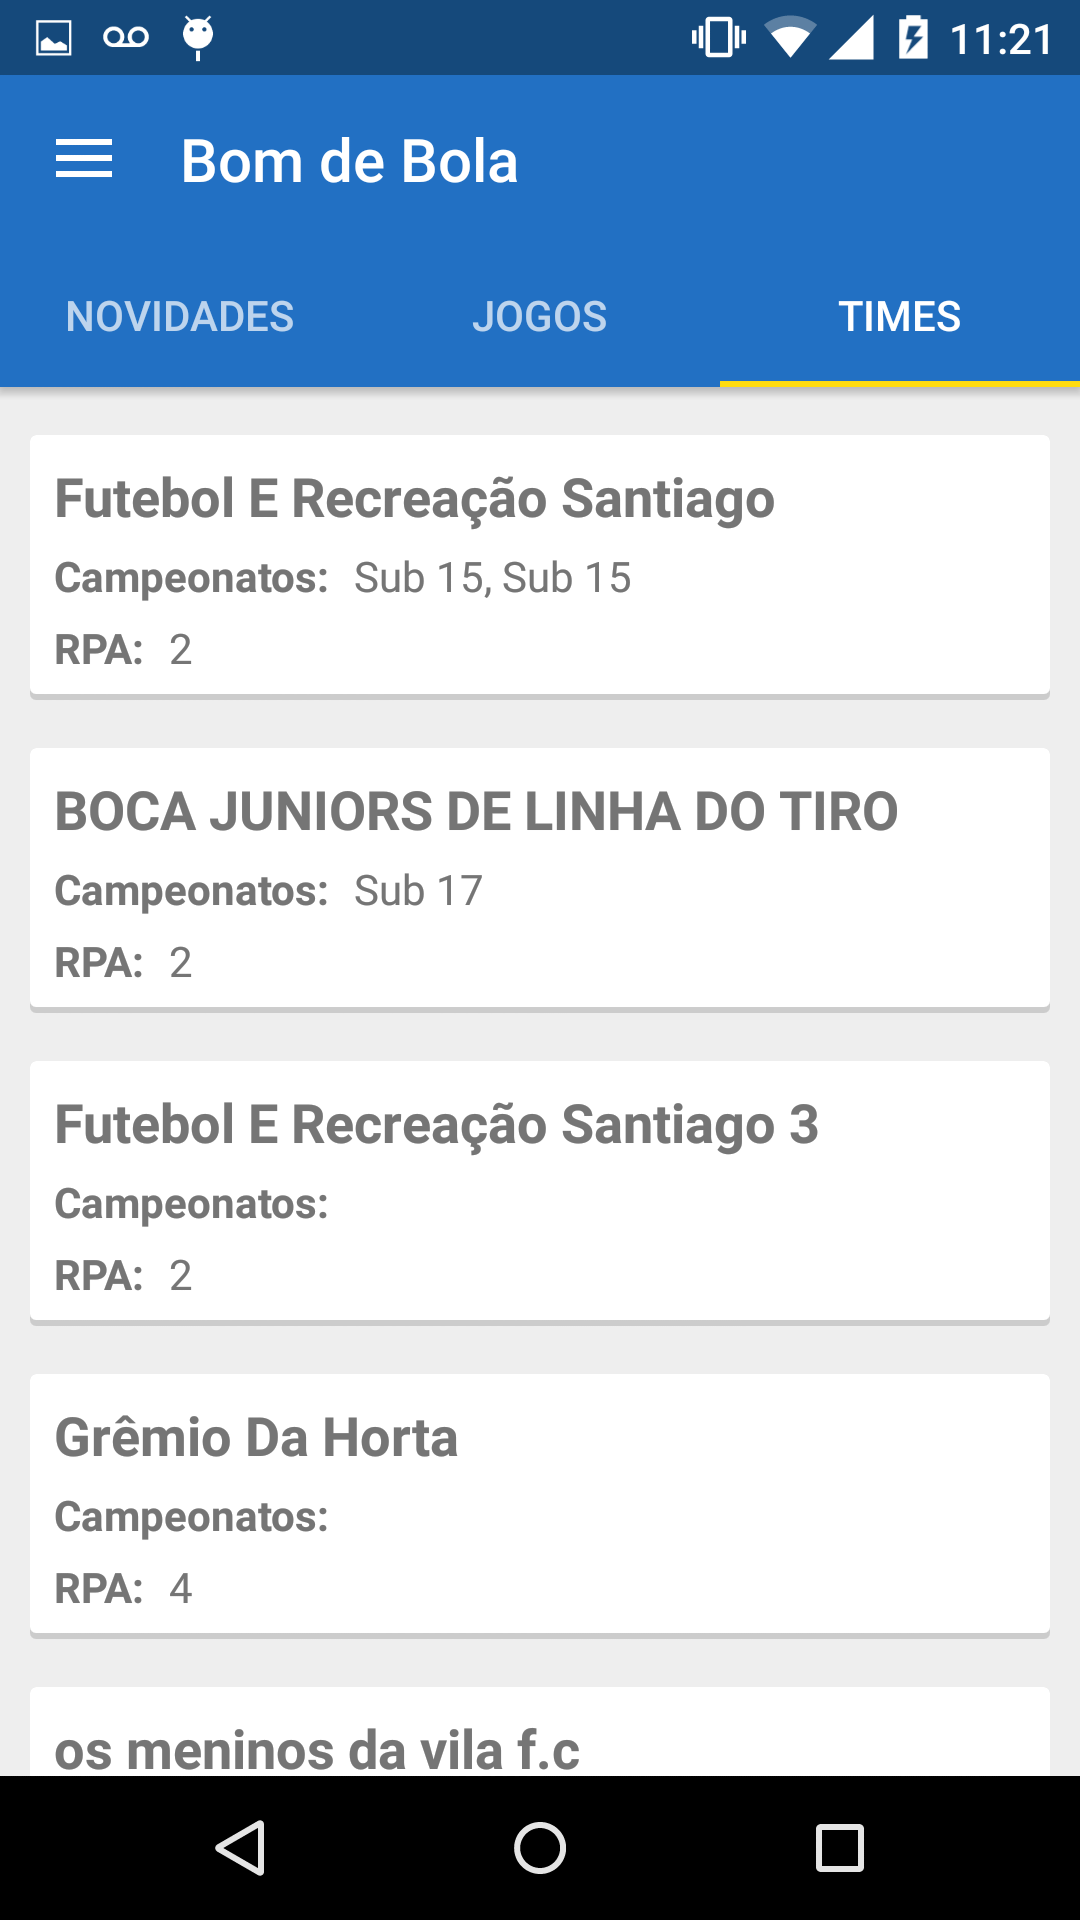 11:21
Bom de Bola
NOVIDADES JOGOS TIMES
Futebol E Recreação Santiago
Campeonatos: Sub 15, Sub 15
RPA: 2
BOCA JUNIORS DE LINHA DO TIRO
Campeonatos: Sub 17
RPA: 2
Futebol E Recreação Santiago 3
Campeonatos:
RPA: 2
Grêmio Da Horta
Campeonatos:
RPA: 4
os meninos da vila f.c